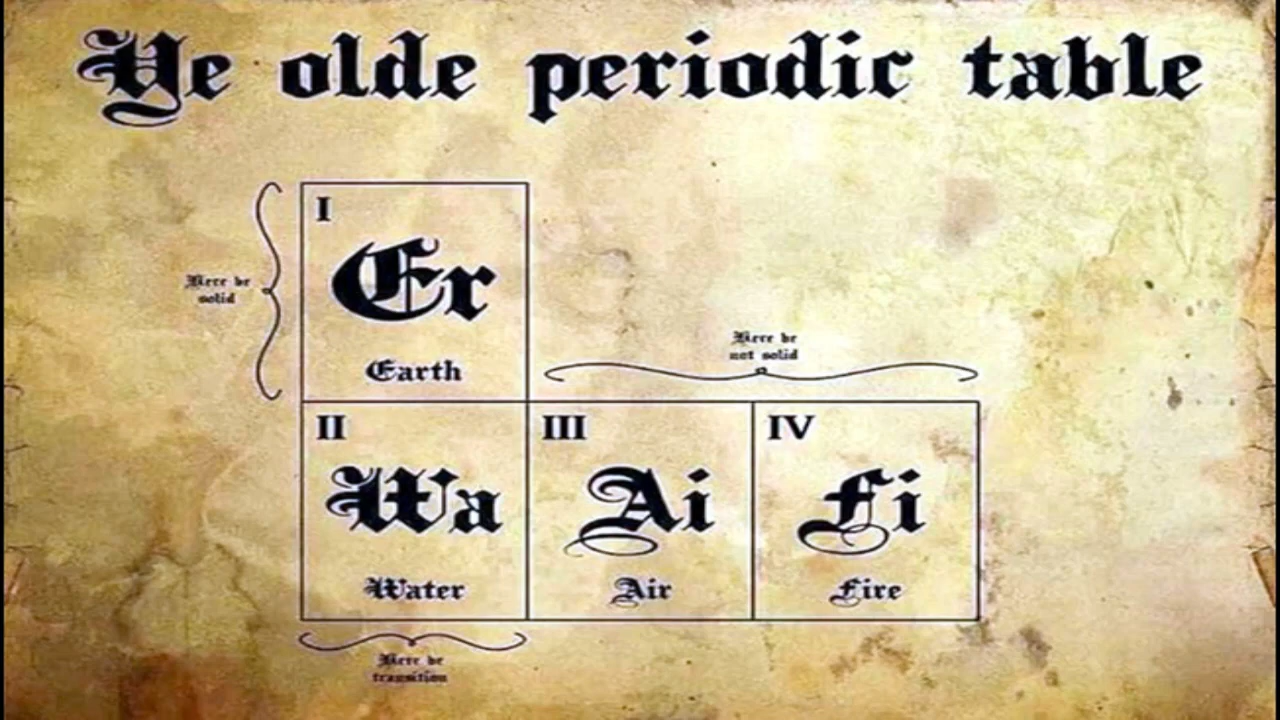 Ye olde periodic table
I
Er
Earth
Here be
solid
Here be
not solid
II
Wa
Water
III
Ai
Air
IV
Fi
Fire
Here be
transition